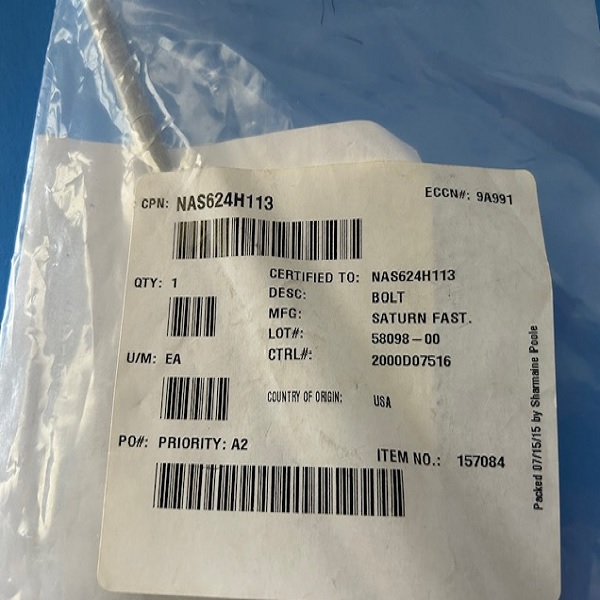 CPN: NAS624H113
ECCN#: 9A991
QTY: 1
CERTIFIED TO: NAS624H113
DESC: BOLT
MFG: SATURN FAST.
LOT#: 58098-00
U/M: EA
CTRL#: 2000D07516
COUNTRY OF ORIGIN: USA
PO#: PRIORITY: A2
ITEM NO.: 157084
Packed 07/15/15 by Sharmaine Poole